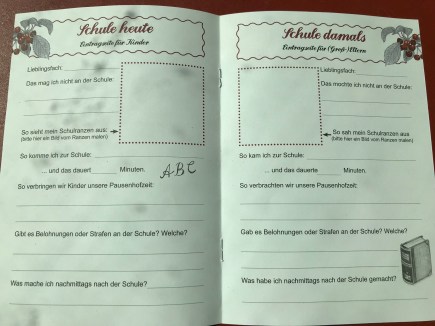 Schule heute
Eintragseite für Kinder
Lieblingsfach:
Das mag ich nicht an der Schule:
So sieht mein Schulranzen aus:
(bitte hier ein Bild vom Ranzen malen)
So komme ich zur Schule:
... und das dauert Minuten.
ABC
So verbringen wir Kinder unsere Pausenhofzeit:
Gibt es Belohnungen oder Strafen an der Schule? Welche?
Was mache ich nachmittags nach der Schule?
Schule damals
Eintragseite für (Groß-)Eltern
Lieblingsfach:
Das mochte ich nicht an der Schule:
So sah mein Schulranzen aus
(bitte hier ein Bild vom Ranzen malen)
So kam ich zur Schule:
... und das dauerte Minuten.
So verbrachten wir unsere Pausenhofzeit:
Gab es Belohnungen oder Strafen an der Schule? Welche?
Was habe ich nachmittags nach der Schule gemacht?